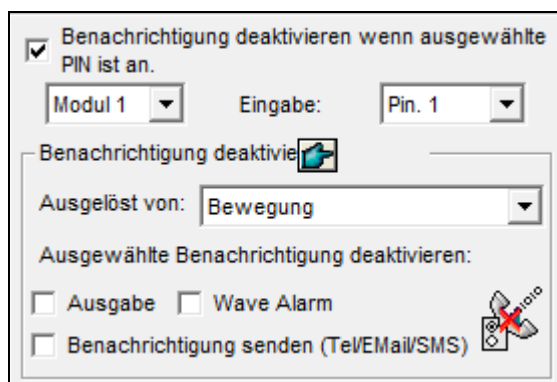 Benachrichtigung deaktivieren wenn ausgewählte
PIN ist an.
Modul 1 Eingabe: Pin. 1
Benachrichtigung deaktivie
Ausgelöst von: Bewegung
Ausgewählte Benachrichtigung deaktivieren:
Ausgabe Wave Alarm
Benachrichtigung senden (Tel/EMail/SMS)